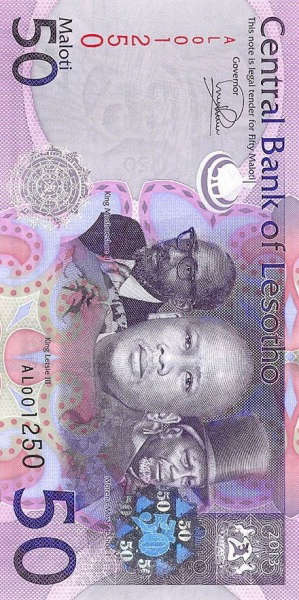 Central Bank of Lesotho
This note is legal tender for Fifty Maloti
Governor
AL001250
50
Maloti
King Moshoeshoe II
King Letsie III
AL001250
50
2013
50
50
50
50